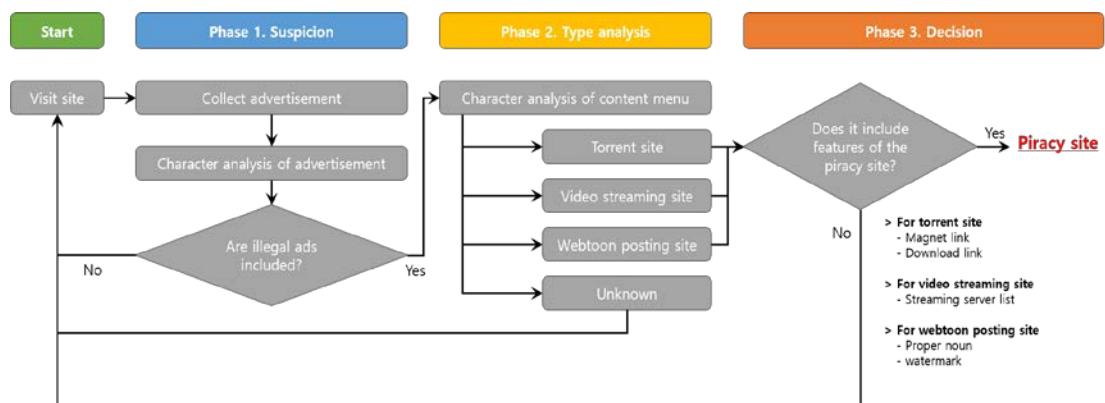 Start
Phase 1. Suspicion
Phase 2. Type analysis
Phase 3. Decision
Visit site
Collect advertisement
Character analysis of advertisement
Are illegal ads
included?
No
Yes
Character analysis of content menu
Torrent site
Video streaming site
Webtoon posting site
Unknown
Does it include
features of the
piracy site?
Yes
Piracy site
No
> For torrent site
- Magnet link
- Download link
> For video streaming site
- Streaming server list
> For webtoon posting site
- Proper noun
- watermark